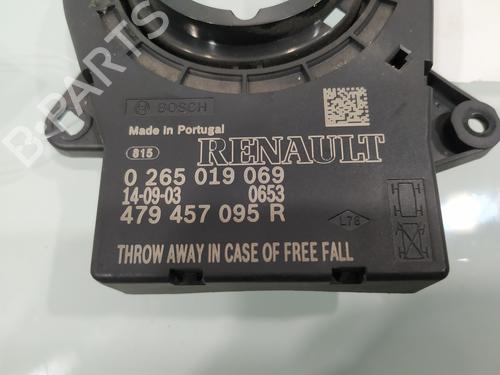 BOSCH
Made in Portugal
815
RENAULT
0 265 019 069
14-09-03 0653
479 457 095 R
L78
THROW AWAY IN CASE OF FREE FALL
B-PARTS